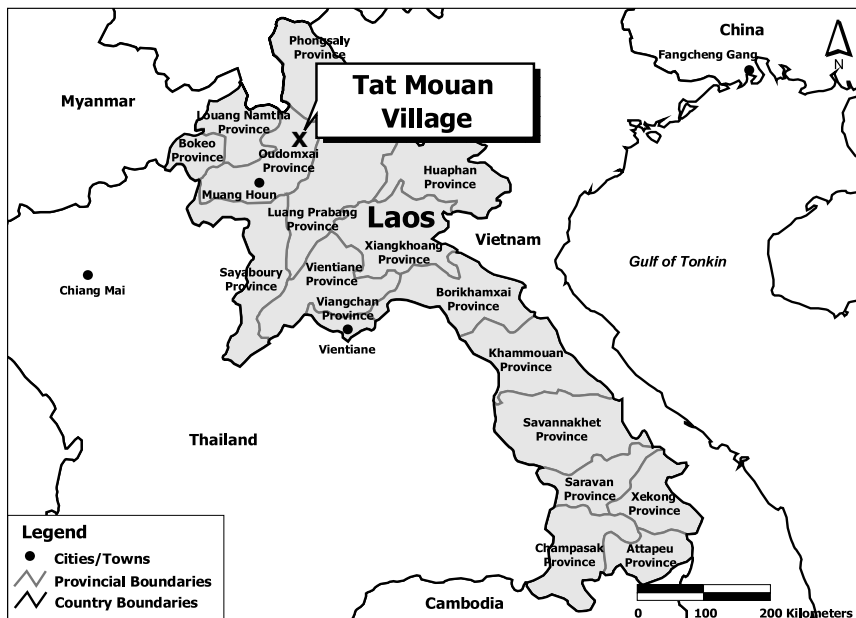 China
Fangcheng Gang
N
Phongsaly
Province
Tat Mouan
Village
Myanmar
Louang Namtha
Province
Bokeo
Province
X
Oudomxai
Province
Huaphan
Province
Muang Houn
Luang Prabang
Province
Laos
Vietnam
Xiangkhoang
Province
Gulf of Tonkin
Sayaboury
Province
Vientiane
Province
Chiang Mai
Borikhamxai
Province
Viangchan
Province
Vientiane
Khammouan
Province
Thailand
Savannakhet
Province
Saravan
Province
Xekong
Province
Champasak
Province
Attapeu
Province
Legend
Cities/Towns
Provincial Boundaries
Country Boundaries
Cambodia
0 100 200 Kilometers